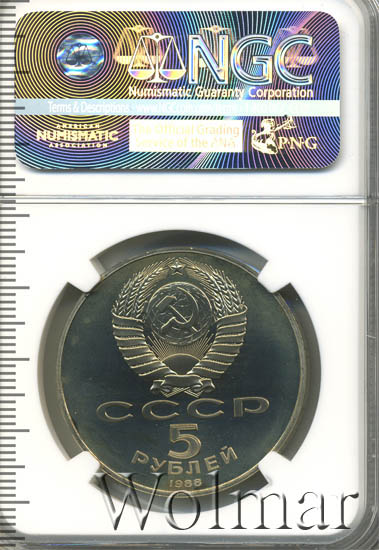 NGC
Numismatic Guaranty Corporation
AMERICAN
NUMISMATIC
ASSOCIATION
The Official Grading
Service of the ANA
PNG
СССР
5
РУБЛЕЙ
1988
Wolmar